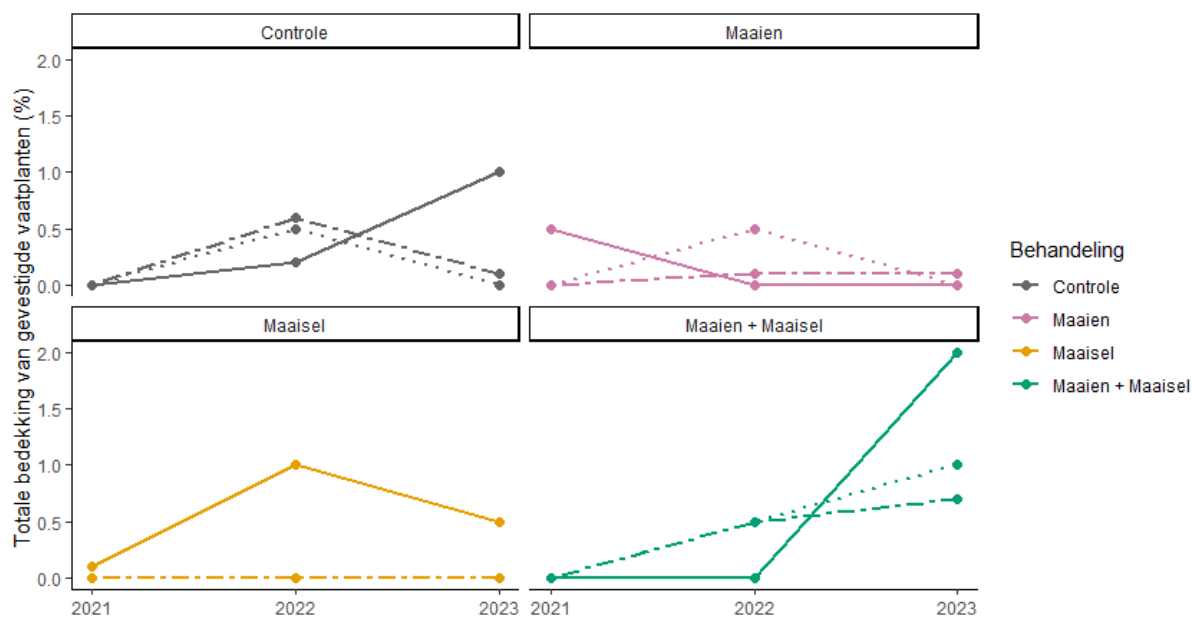 Controle
Maaien
2.0
1.5
1.0
0.5
0.0
Maaisel
Maaien + Maaisel
2.0
1.5
1.0
0.5
0.0
2021
2022
2023
2021
2022
2023
Totale bedekking van gevestigde vaatplanten (%)
Behandeling
Controle
Maaien
Maaisel
Maaien + Maaisel